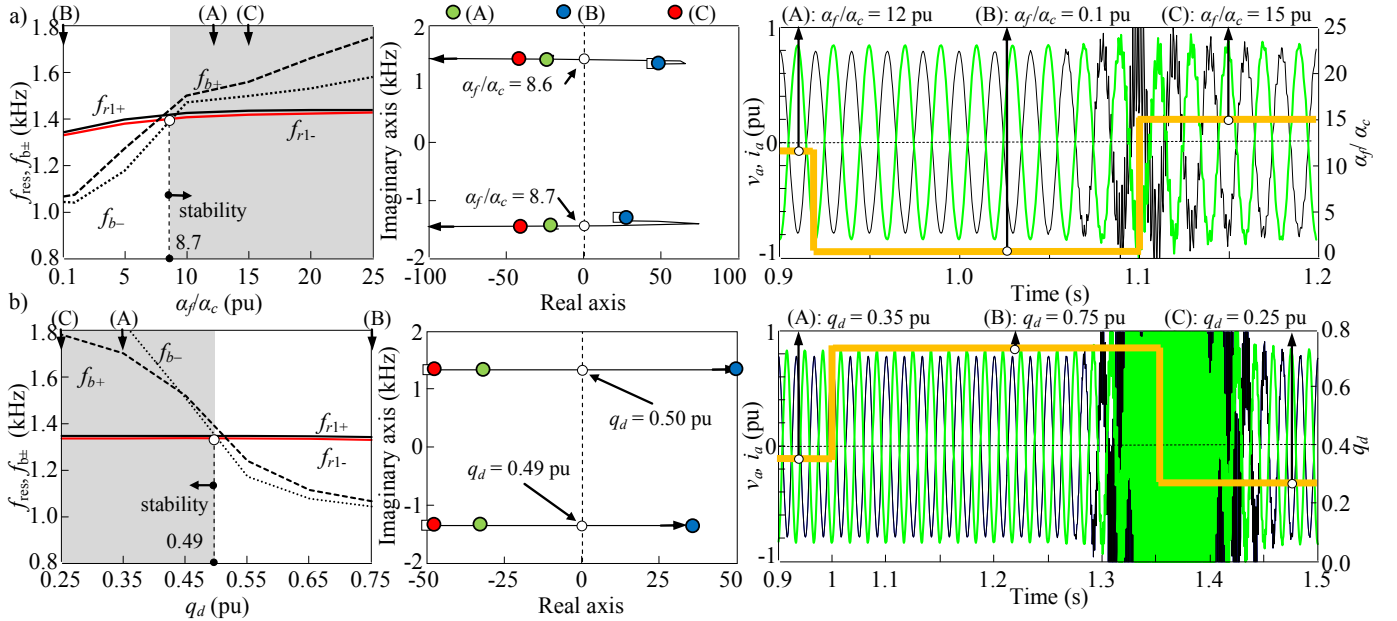 a)
(B) (A) (C)
1.8
1.6
1.4
1.2
1.0
0.8
f_res, f_b± (kHz)
f_b+
f_r1+
f_r1-
f_b−
stability
8.7
0.1 5 10 15 20 25
α_f/α_c (pu)
(A) (B) (C)
2
1
0
-1
-2
Imaginary axis (kHz)
α_f/α_c = 8.6
α_f/α_c = 8.7
-100 -50 0 50 100
Real axis
(A): α_f/α_c = 12 pu (B): α_f/α_c = 0.1 pu (C): α_f/α_c = 15 pu
1
0
-1
v_a, i_a (pu)
25
20
15
10
5
0
α_f/α_c
0.9 1.0 1.1 1.2
Time (s)
b)
(C) (A) (B)
1.8
1.6
1.4
1.2
1.0
0.8
f_res, f_b± (kHz)
f_b−
f_b+
f_r1+
f_r1-
stability
0.49
0.25 0.35 0.45 0.55 0.65 0.75
q_d (pu)
2
1
0
-1
-2
Imaginary axis (kHz)
q_d = 0.50 pu
q_d = 0.49 pu
-50 -25 0 25 50
Real axis
(A): q_d = 0.35 pu (B): q_d = 0.75 pu (C): q_d = 0.25 pu
1
0
-1
v_a, i_a (pu)
0.8
0.6
0.4
0.2
0.0
q_d
0.9 1 1.1 1.2 1.3 1.4 1.5
Time (s)